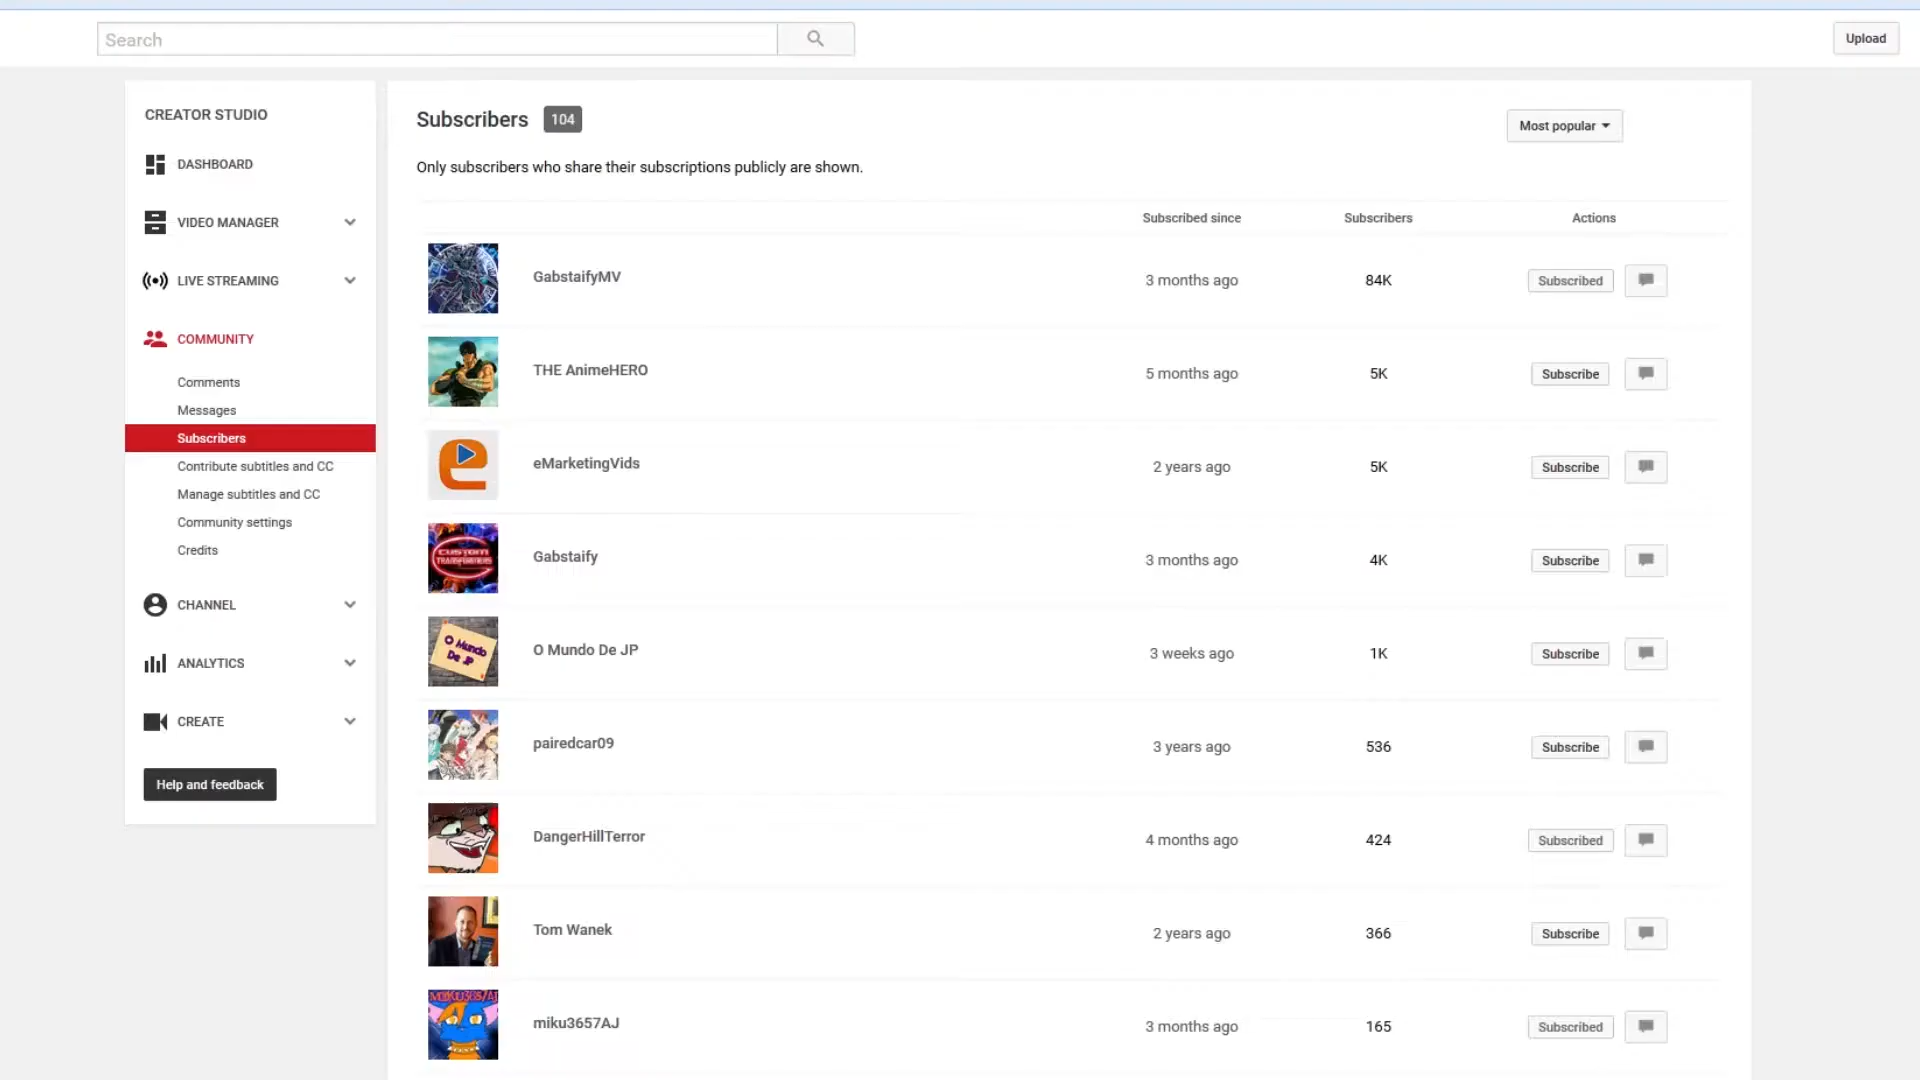 Search
Upload
CREATOR STUDIO
DASHBOARD
VIDEO MANAGER
LIVE STREAMING
COMMUNITY
Comments
Messages
Subscribers
Contribute subtitles and CC
Manage subtitles and CC
Community settings
Credits
CHANNEL
ANALYTICS
CREATE
Help and feedback
Subscribers 104
Most popular
Only subscribers who share their subscriptions publicly are shown.
Subscribed since Subscribers Actions
GabstaifyMV 3 months ago 84K Subscribed
THE AnimeHERO 5 months ago 5K Subscribe
eMarketingVids 2 years ago 5K Subscribe
CUSTOM
TRANSFORMERS
Gabstaify 3 months ago 4K Subscribe
O Mundo
De JP
O Mundo De JP 3 weeks ago 1K Subscribe
pairedcar09 3 years ago 536 Subscribe
DangerHillTerror 4 months ago 424 Subscribed
Tom Wanek 2 years ago 366 Subscribe
miku3657AJ 3 months ago 165 Subscribed